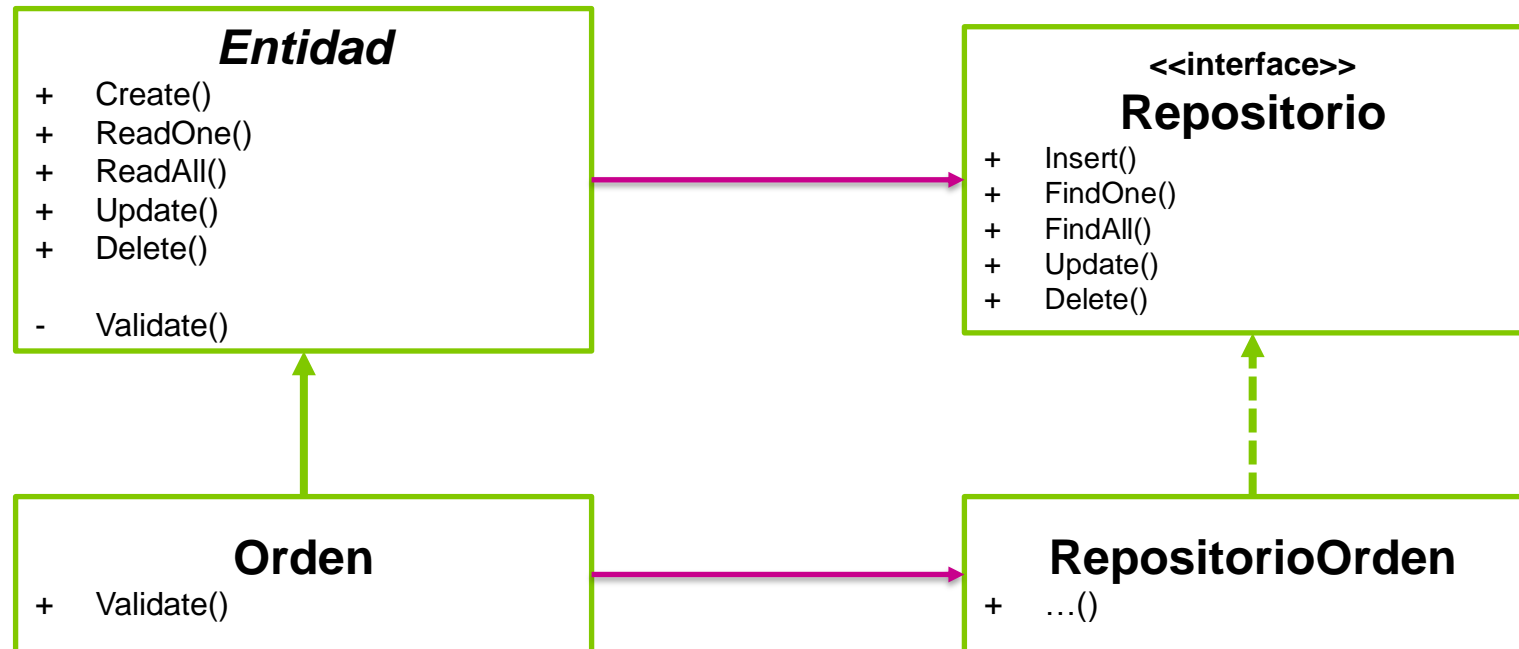 Entidad
+ Create()
+ ReadOne()
+ ReadAll()
+ Update()
+ Delete()
- Validate()
<<interface>>
Repositorio
+ Insert()
+ FindOne()
+ FindAll()
+ Update()
+ Delete()
Orden
+ Validate()
RepositorioOrden
+ …()